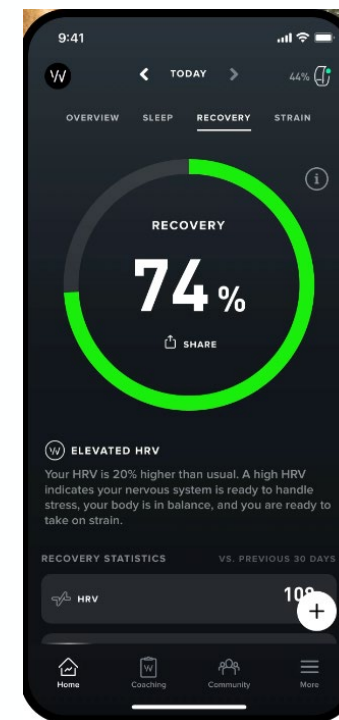 9:41
W
TODAY
44%
OVERVIEW SLEEP RECOVERY STRAIN
i
RECOVERY
74%
SHARE
W ELEVATED HRV
Your HRV is 20% higher than usual. A high HRV
indicates your nervous system is ready to handle
stress, your body is in balance, and you are ready to
take on strain.
RECOVERY STATISTICS VS. PREVIOUS 30 DAYS
HRV
+
W
Home Coaching Community More